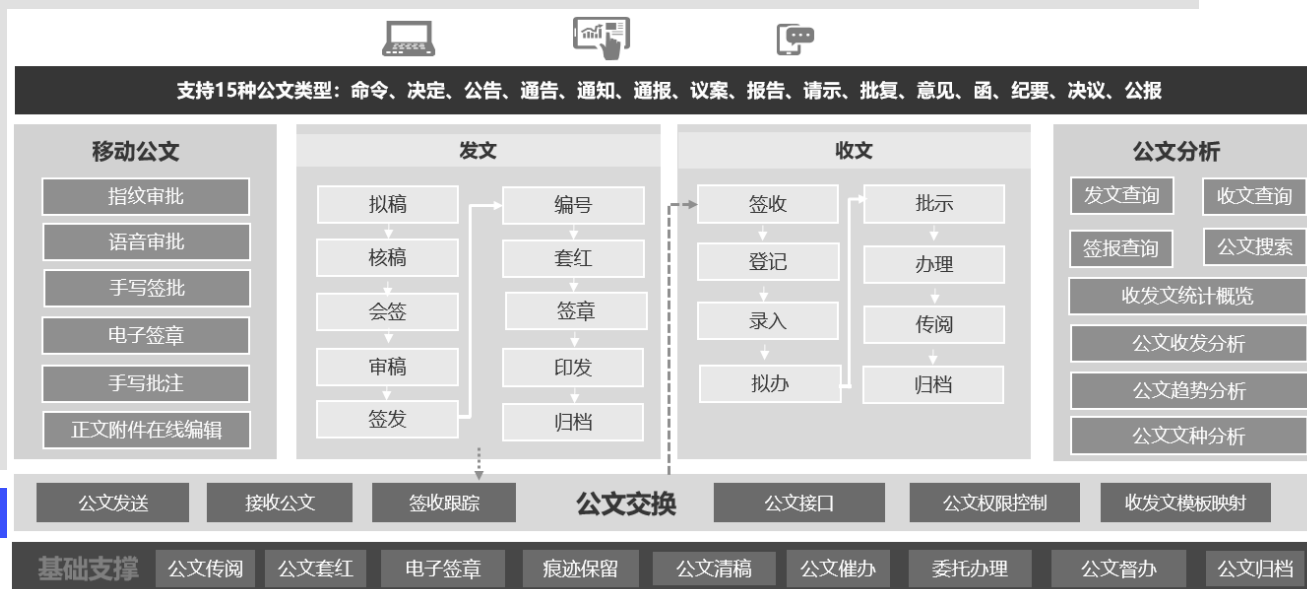 支持15种公文类型：命令、决定、公告、通告、通知、通报、议案、报告、请示、批复、意见、函、纪要、决议、公报
移动公文
指纹审批
语音审批
手写签批
电子签章
手写批注
正文附件在线编辑
发文
拟稿
核稿
会签
审稿
签发
编号
套红
签章
印发
归档
收文
签收
登记
录入
拟办
批示
办理
传阅
归档
公文分析
发文查询
收文查询
签报查询
公文搜索
收发文统计概览
公文收发分析
公文趋势分析
公文文种分析
公文发送
接收公文
签收跟踪
公文交换
公文接口
公文权限控制
收发文模板映射
基础支撑
公文传阅
公文套红
电子签章
痕迹保留
公文清稿
公文催办
委托办理
公文督办
公文归档